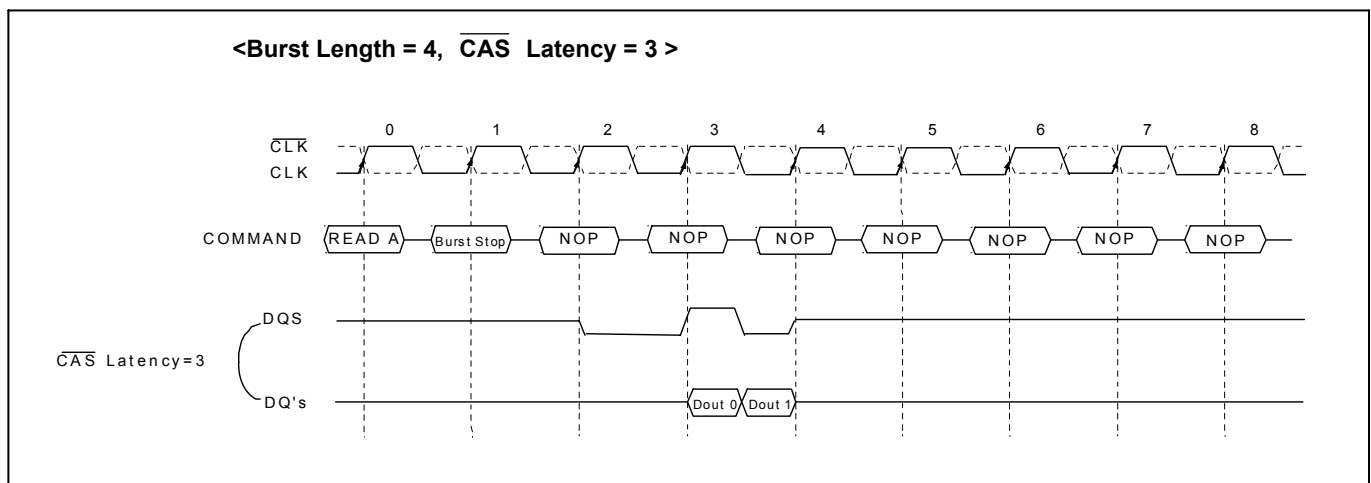 <Burst Length = 4, CAS Latency = 3 >
0 1 2 3 4 5 6 7 8
CLK
CLK
COMMAND READ A Burst Stop NOP NOP NOP NOP NOP NOP NOP
DQS
CAS Latency=3
DQ's Dout 0 Dout 1